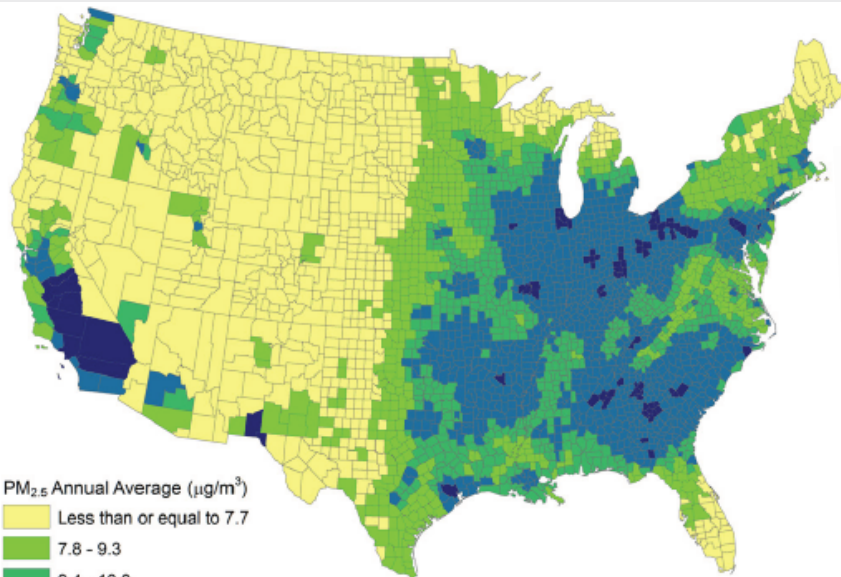 PM2.5 Annual Average (μg/m³)
Less than or equal to 7.7
7.8 - 9.3